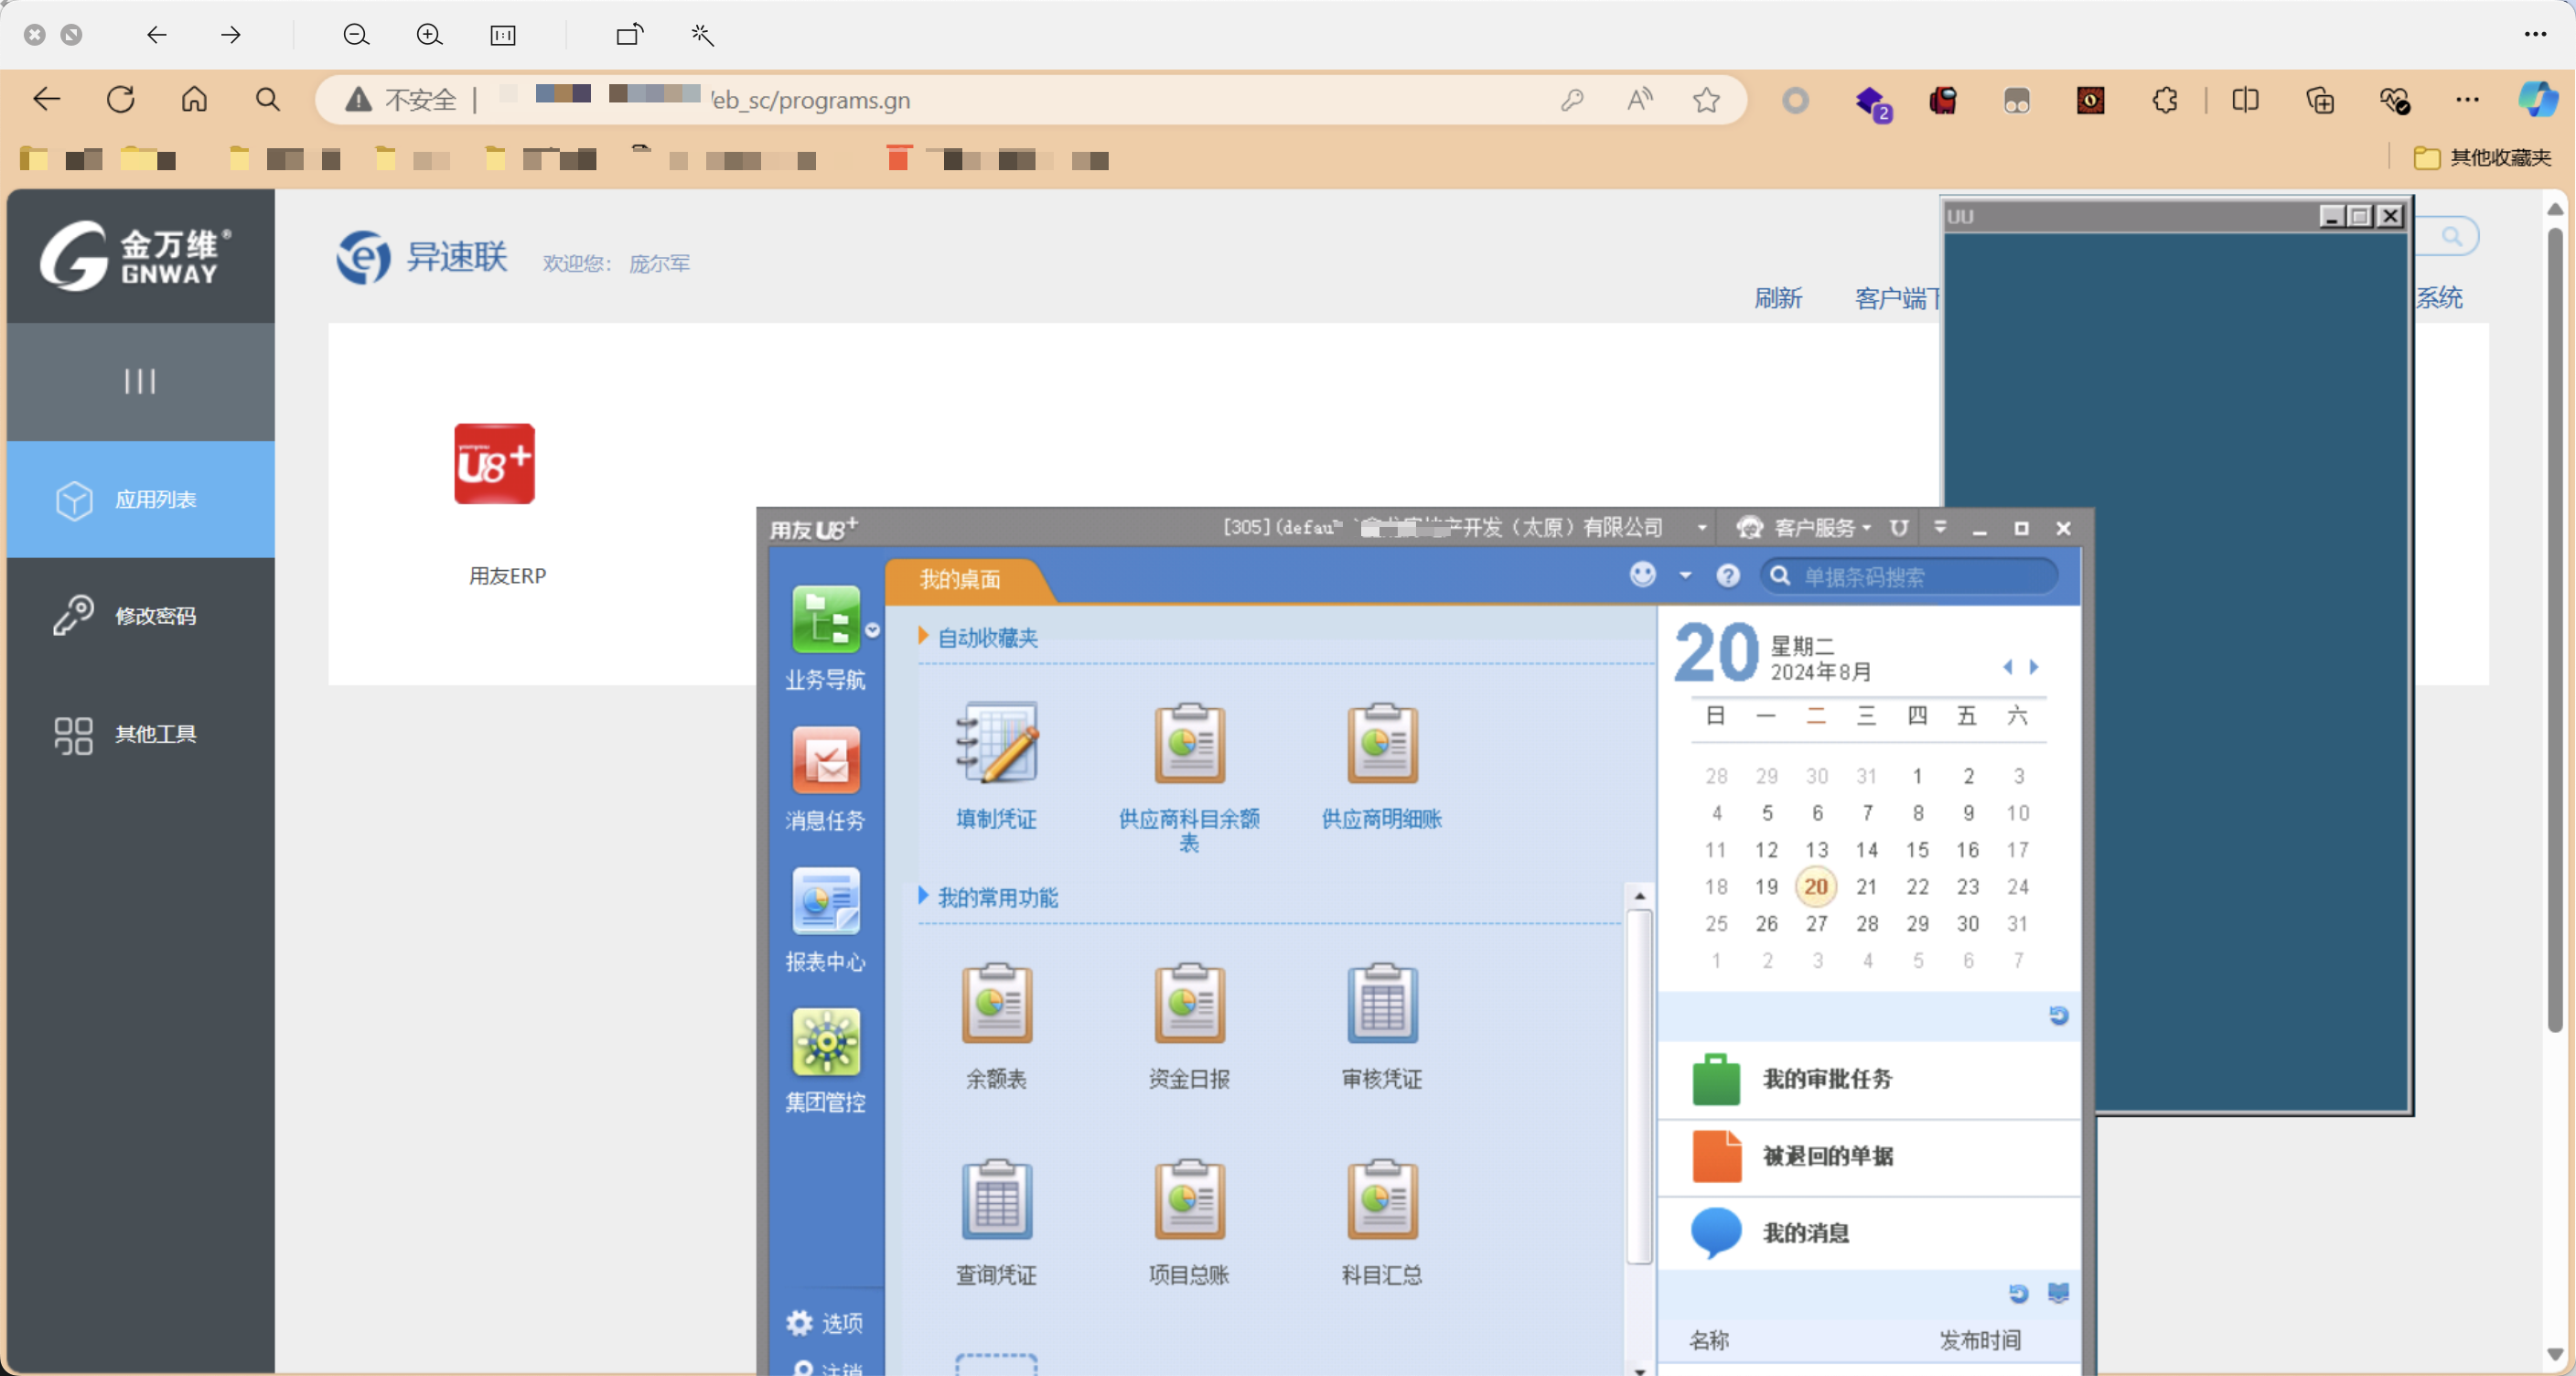 不安全
eb_sc/programs.gn
2
其他收藏夹
金万维®
GNWAY
异速联
欢迎您: 庞尔军
UU
刷新
客户端
系统
yonyou
U8+
用友ERP
应用列表
修改密码
其他工具
用友U8+
[305](defau
开发（太原）有限公司
客户服务
我的桌面
单据条码搜索
业务导航
消息任务
报表中心
集团管控
选项
注销
自动收藏夹
填制凭证
供应商科目余额表
供应商明细账
我的常用功能
余额表
资金日报
审核凭证
查询凭证
项目总账
科目汇总
20
星期二
2024年8月
日 一 二 三 四 五 六
28 29 30 31 1 2 3
4 5 6 7 8 9 10
11 12 13 14 15 16 17
18 19 20 21 22 23 24
25 26 27 28 29 30 31
1 2 3 4 5 6 7
我的审批任务
被退回的单据
我的消息
名称
发布时间